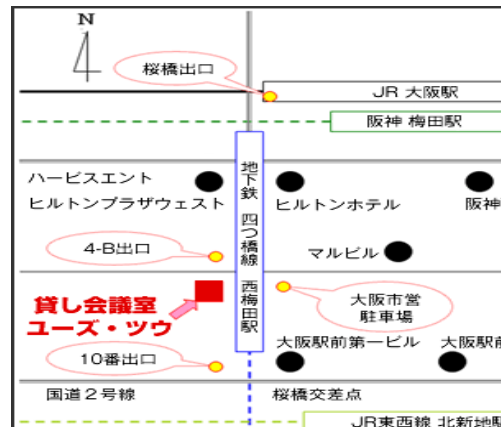 N
桜橋出口
JR 大阪駅
阪神 梅田駅
ハービスエント
ヒルトンプラザウェスト
地下鉄 四つ橋線 西梅田駅
ヒルトンホテル
阪神
4-B出口
マルビル
貸し会議室
ユーズ・ツウ
大阪市営
駐車場
10番出口
大阪駅前第一ビル
大阪駅前
国道2号線
桜橋交差点
JR東西線 北新地駅